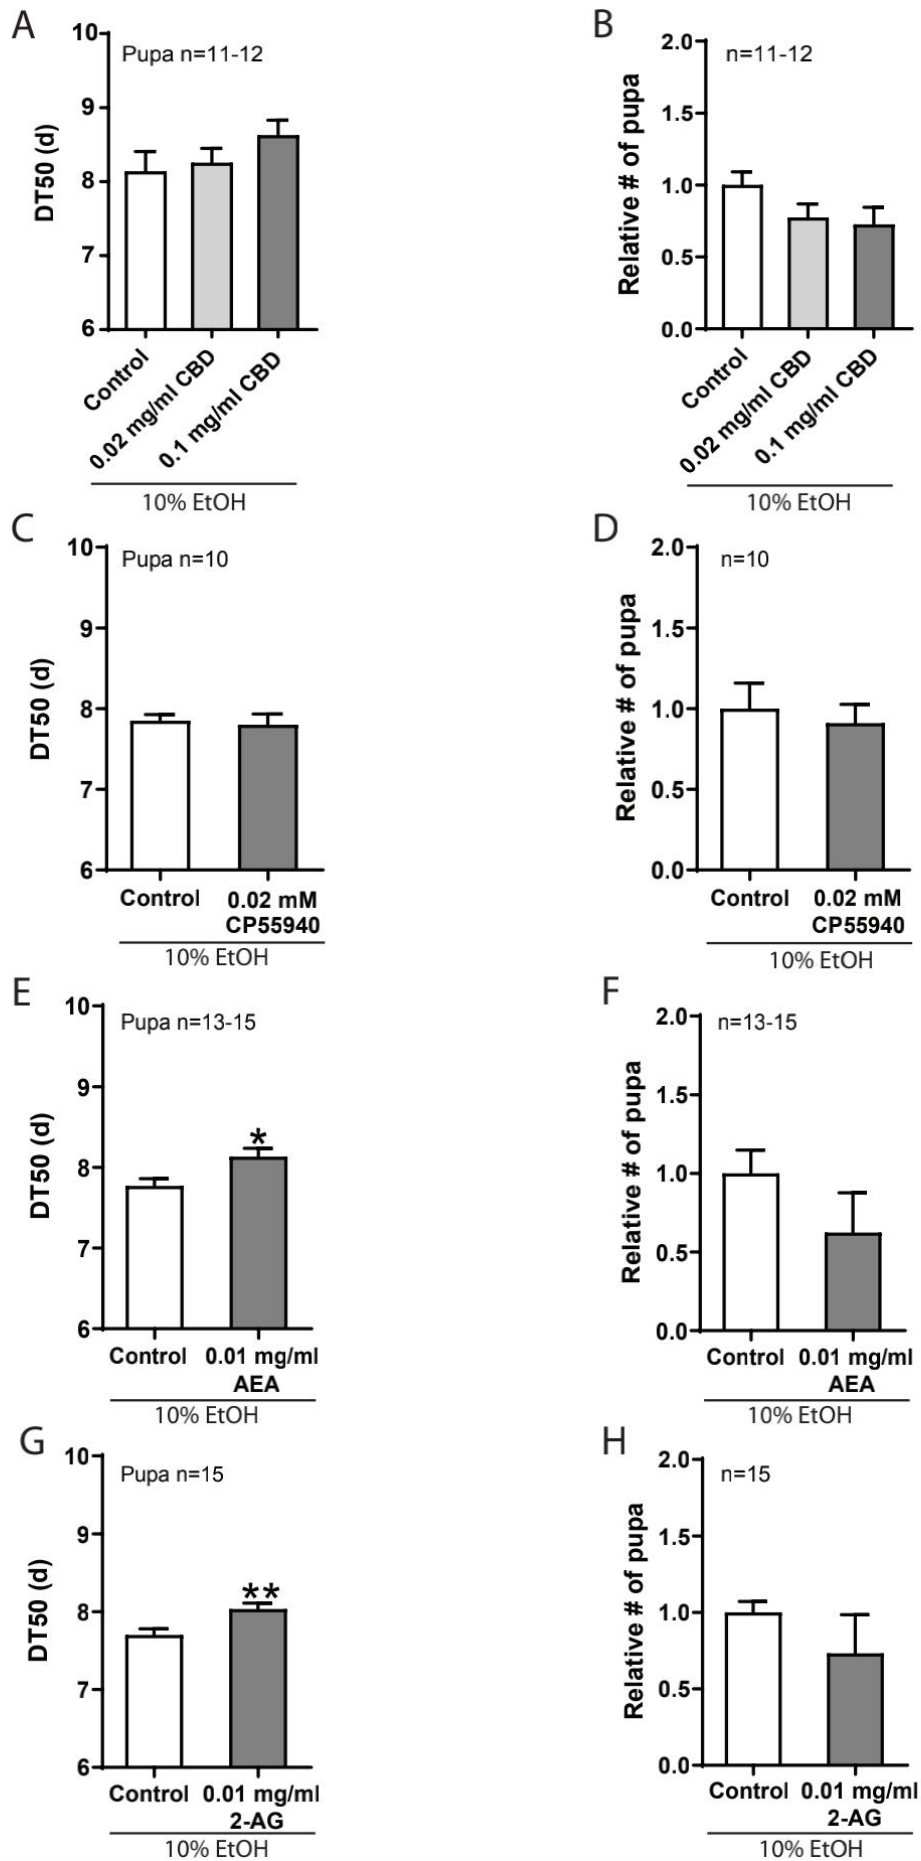 A
10
9
8
7
6
DT50 (d)
Pupa n=11-12
Control
0.02 mg/ml CBD
0.1 mg/ml CBD
10% EtOH
B
2.0
1.5
1.0
0.5
0.0
Relative # of pupa
n=11-12
Control
0.02 mg/ml CBD
0.1 mg/ml CBD
10% EtOH
C
10
9
8
7
6
DT50 (d)
Pupa n=10
Control
0.02 mM
CP55940
10% EtOH
D
2.0
1.5
1.0
0.5
0.0
Relative # of pupa
n=10
Control
0.02 mM
CP55940
10% EtOH
E
10
9
8
7
6
DT50 (d)
Pupa n=13-15
*
Control
0.01 mg/ml
AEA
10% EtOH
F
2.0
1.5
1.0
0.5
0.0
Relative # of pupa
n=13-15
Control
0.01 mg/ml
AEA
10% EtOH
G
10
9
8
7
6
DT50 (d)
Pupa n=15
**
Control
0.01 mg/ml
2-AG
10% EtOH
H
2.0
1.5
1.0
0.5
0.0
Relative # of pupa
n=15
Control
0.01 mg/ml
2-AG
10% EtOH